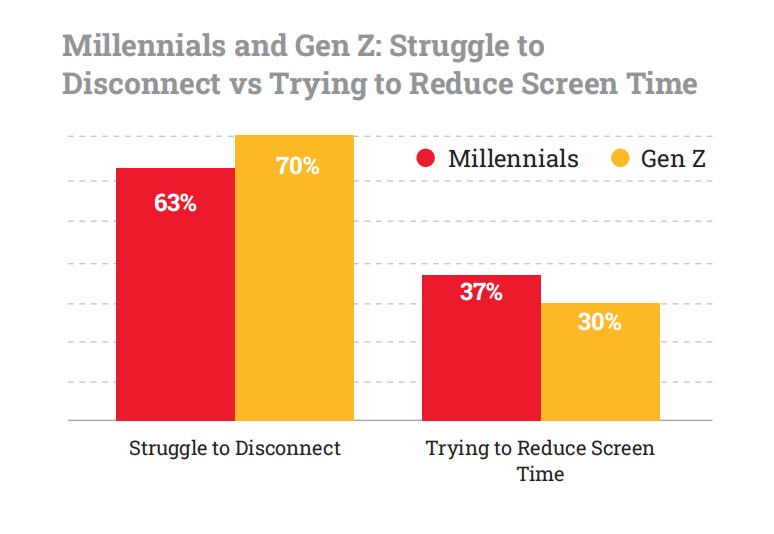 Millennials and Gen Z: Struggle to
Disconnect vs Trying to Reduce Screen Time
Millennials
Gen Z
63%
70%
37%
30%
Struggle to Disconnect
Trying to Reduce Screen
Time